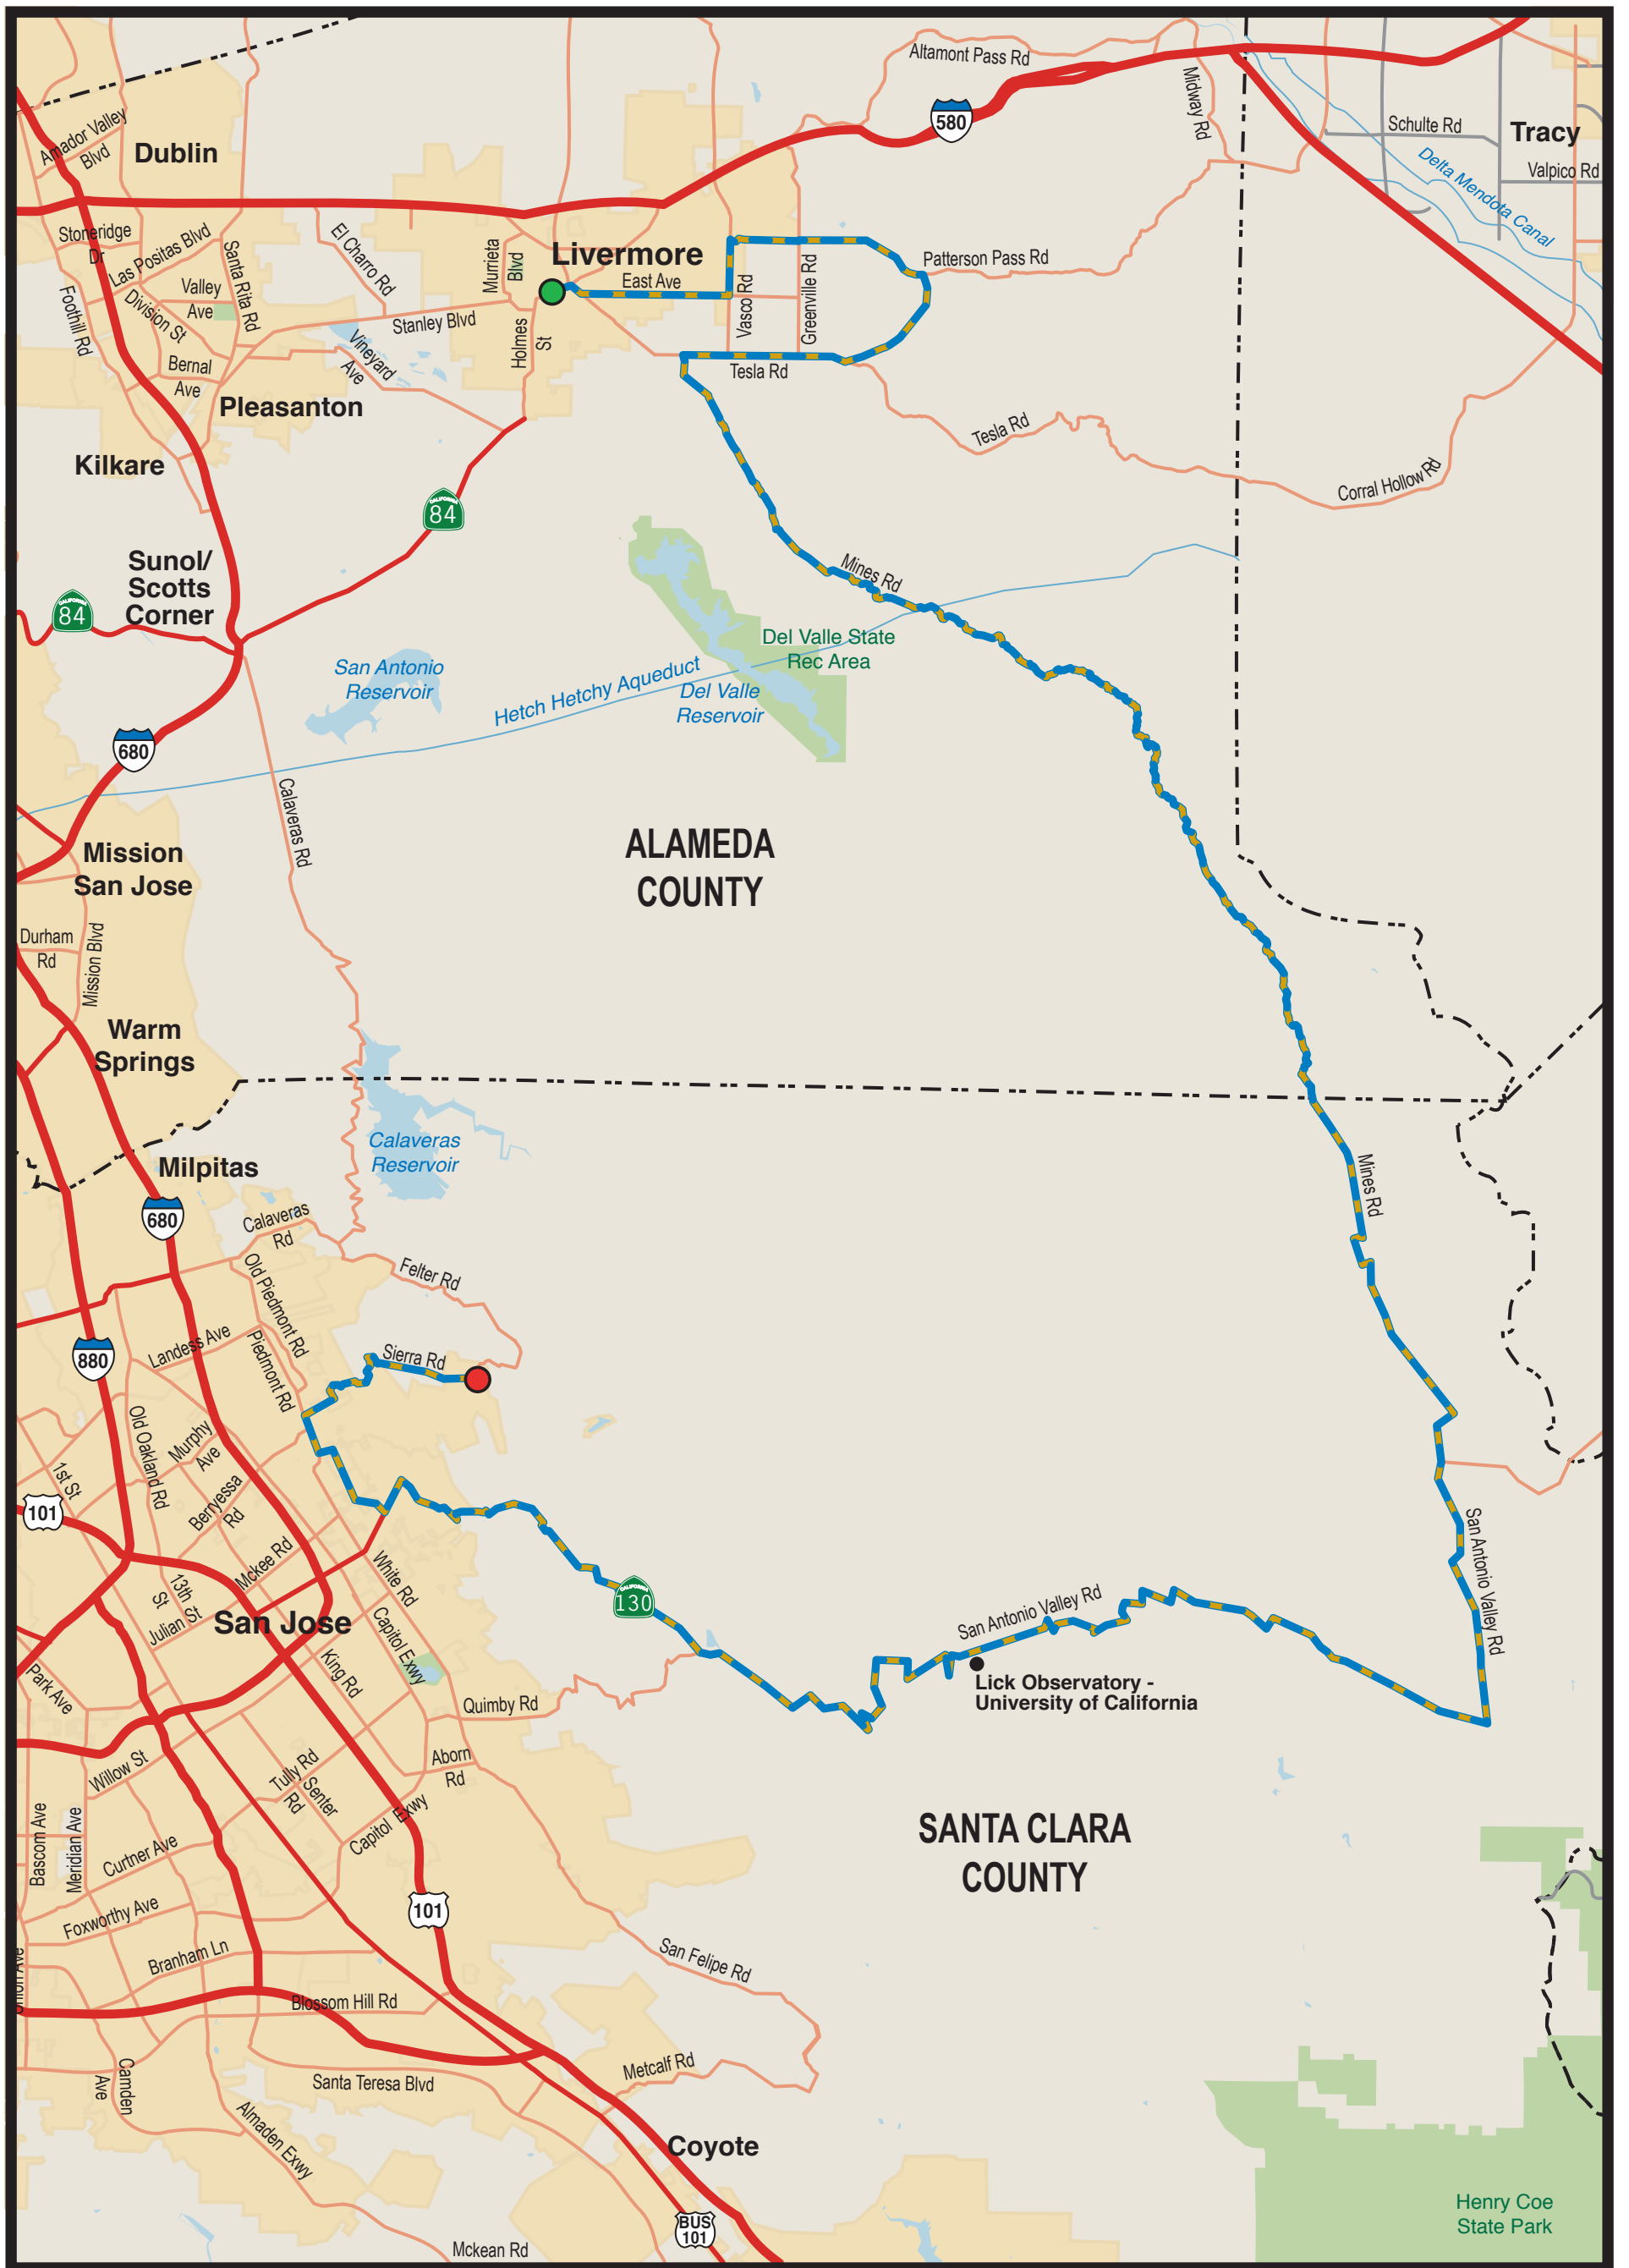 Altamont Pass Rd
580
Midway Rd
Schulte Rd
Tracy
Valpico Rd
Delta Mendota Canal
Amador Valley
Blvd
Dublin
Stoneridge
Dr
Las Positas Blvd
Santa Rita Rd
El Charro Rd
Murrieta
Blvd
Livermore
East Ave
Vasco Rd
Greenville Rd
Patterson Pass Rd
Foothill Rd
Valley
Ave
Division St
Bernal
Ave
Stanley Blvd
Vineyard
Ave
Holmes
St
Tesla Rd
Pleasanton
Kilkare
Tesla Rd
Corral Hollow Rd
84
Sunol/
Scotts
Corner
84
Mines Rd
Del Valle State
Rec Area
San Antonio
Reservoir
Hetch Hetchy Aqueduct
Del Valle
Reservoir
680
Calaveras Rd
ALAMEDA
COUNTY
Mission
San Jose
Durham
Rd
Mission Blvd
Warm
Springs
Calaveras
Reservoir
Milpitas
680
Mines Rd
Calaveras
Rd
Felter Rd
Old Piedmont Rd
Piedmont Rd
Landess Ave
880
Sierra Rd
Old Oakland Rd
Murphy
Ave
1st St
Berryessa
Rd
101
Mckee Rd
13th
St
Julian St
White Rd
San Jose
Capitol Expy
King Rd
130
San Antonio Valley Rd
San Antonio Valley Rd
Lick Observatory -
University of California
Park Ave
Quimby Rd
Willow St
Tully Rd
Senter
Rd
Aborn
Rd
Capitol Exwy
Bascom Ave
Meridian Ave
Curtner Ave
SANTA CLARA
COUNTY
101
Foxworthy Ave
Branham Ln
San Felipe Rd
Union Ave
Blossom Hill Rd
Metcalf Rd
Camden
Ave
Santa Teresa Blvd
Almaden Exwy
Coyote
BUS
101
Mckean Rd
Henry Coe
State Park